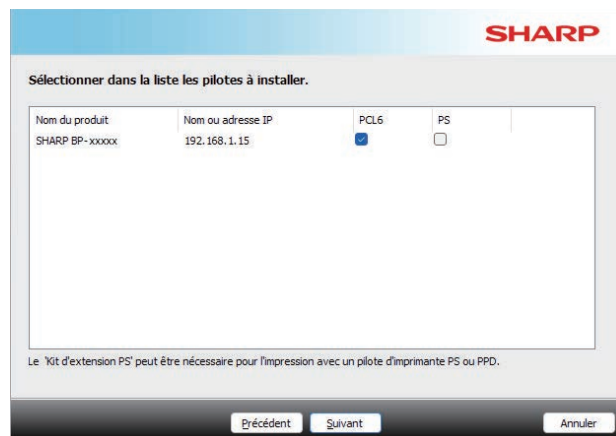 SHARP
Sélectionner dans la liste les pilotes à installer.
Nom du produit Nom ou adresse IP PCL6 PS
SHARP BP-xxxxx 192.168.1.15
Le 'Kit d'extension PS' peut être nécessaire pour l'impression avec un pilote d'imprimante PS ou PPD.
Précédent Suivant Annuler